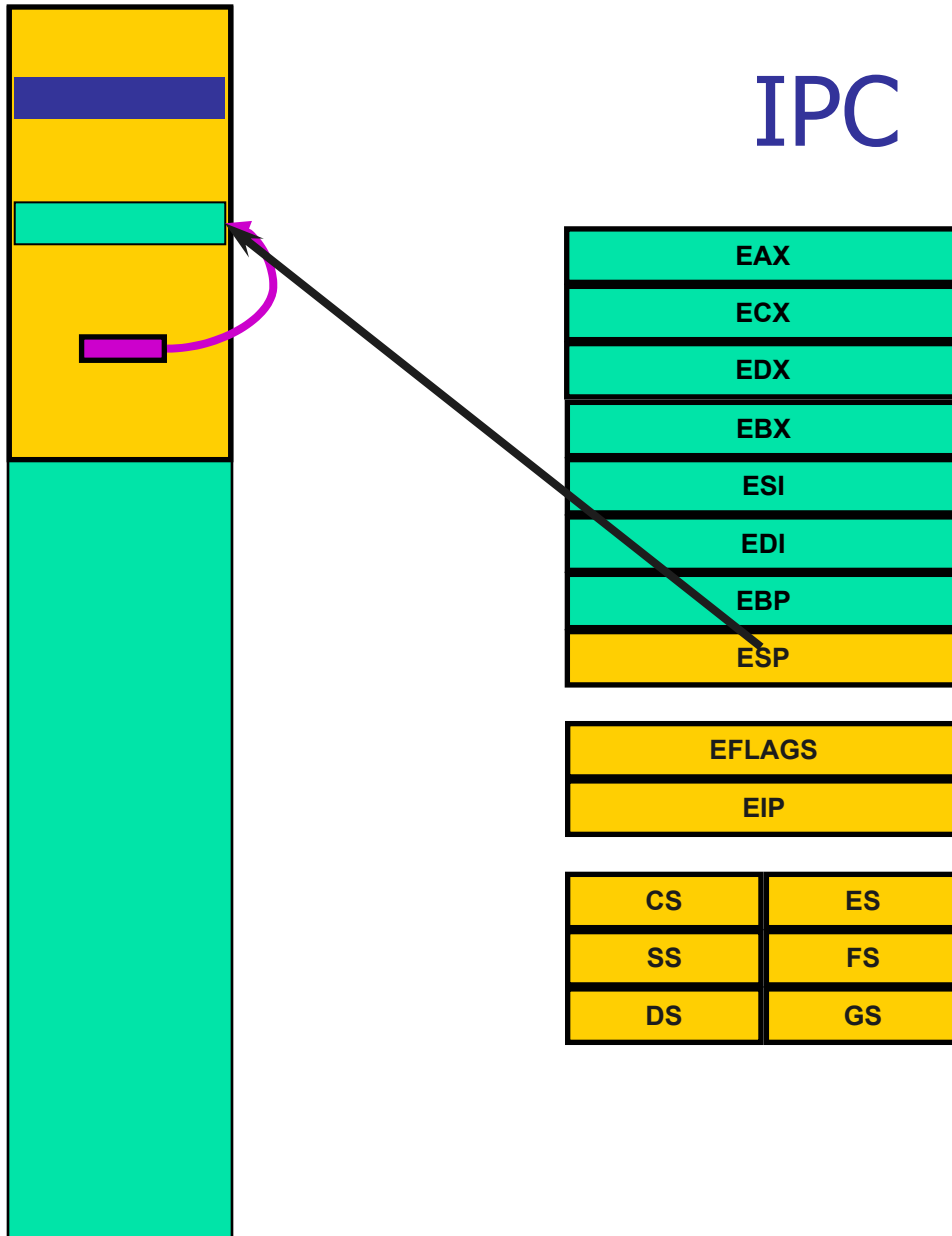 IPC
EAX
ECX
EDX
EBX
ESI
EDI
EBP
ESP
EFLAGS
EIP
CS ES
SS FS
DS GS